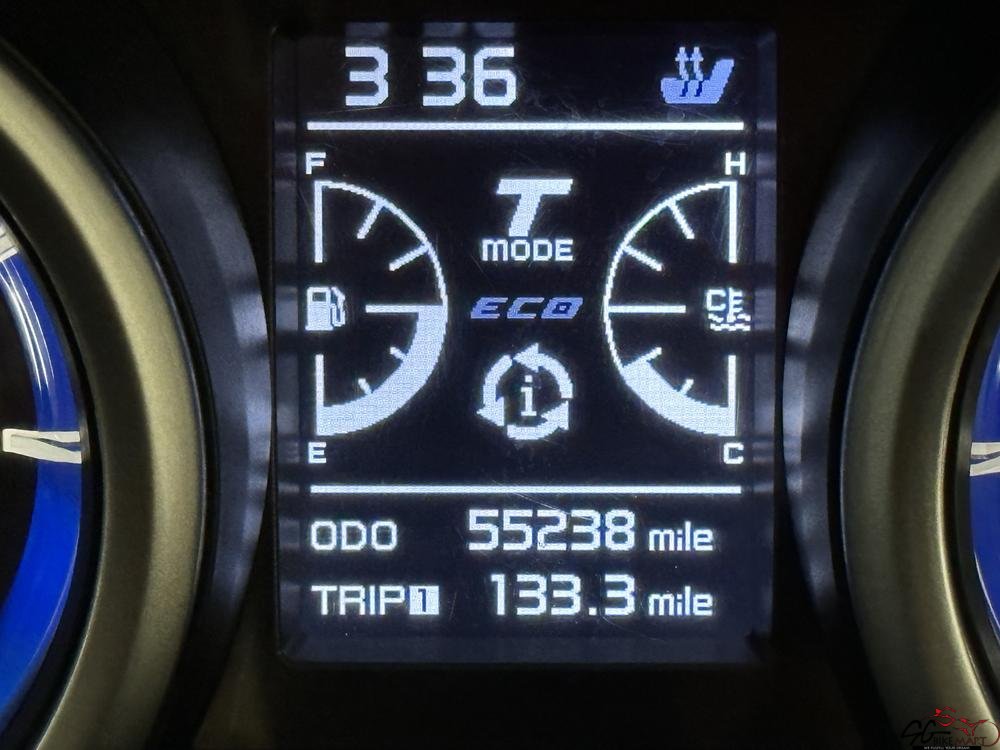 3 36
F
H
T
MODE
ECO
i
E
C
ODO 55238 mile
TRIP 1 133.3 mile